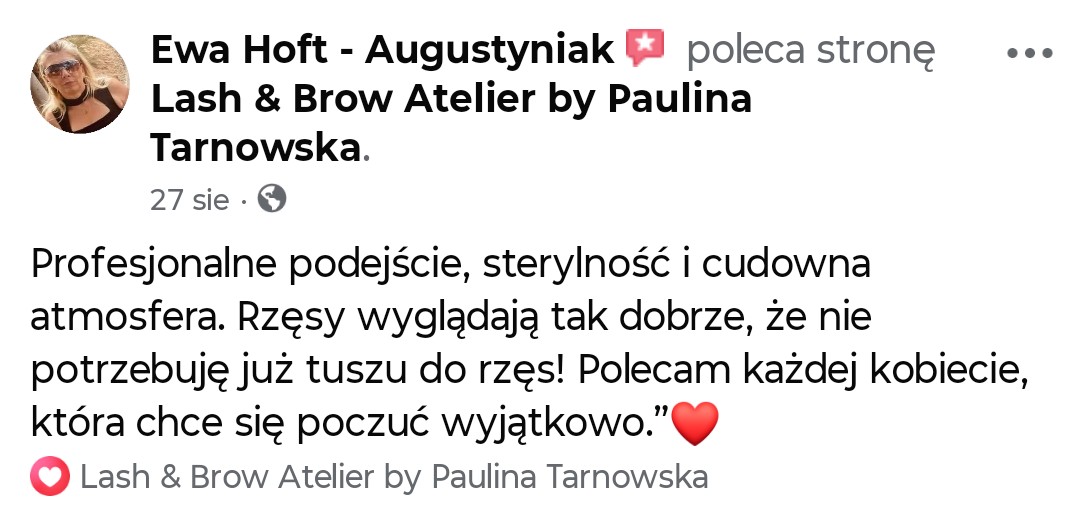 Ewa Hoft - Augustyniak poleca stronę
Lash & Brow Atelier by Paulina
Tarnowska.
27 sie ·
Profesjonalne podejście, sterylność i cudowna
atmosfera. Rzęsy wyglądają tak dobrze, że nie
potrzebuję już tuszu do rzęs! Polecam każdej kobiecie,
która chce się poczuć wyjątkowo.”❤️
Lash & Brow Atelier by Paulina Tarnowska